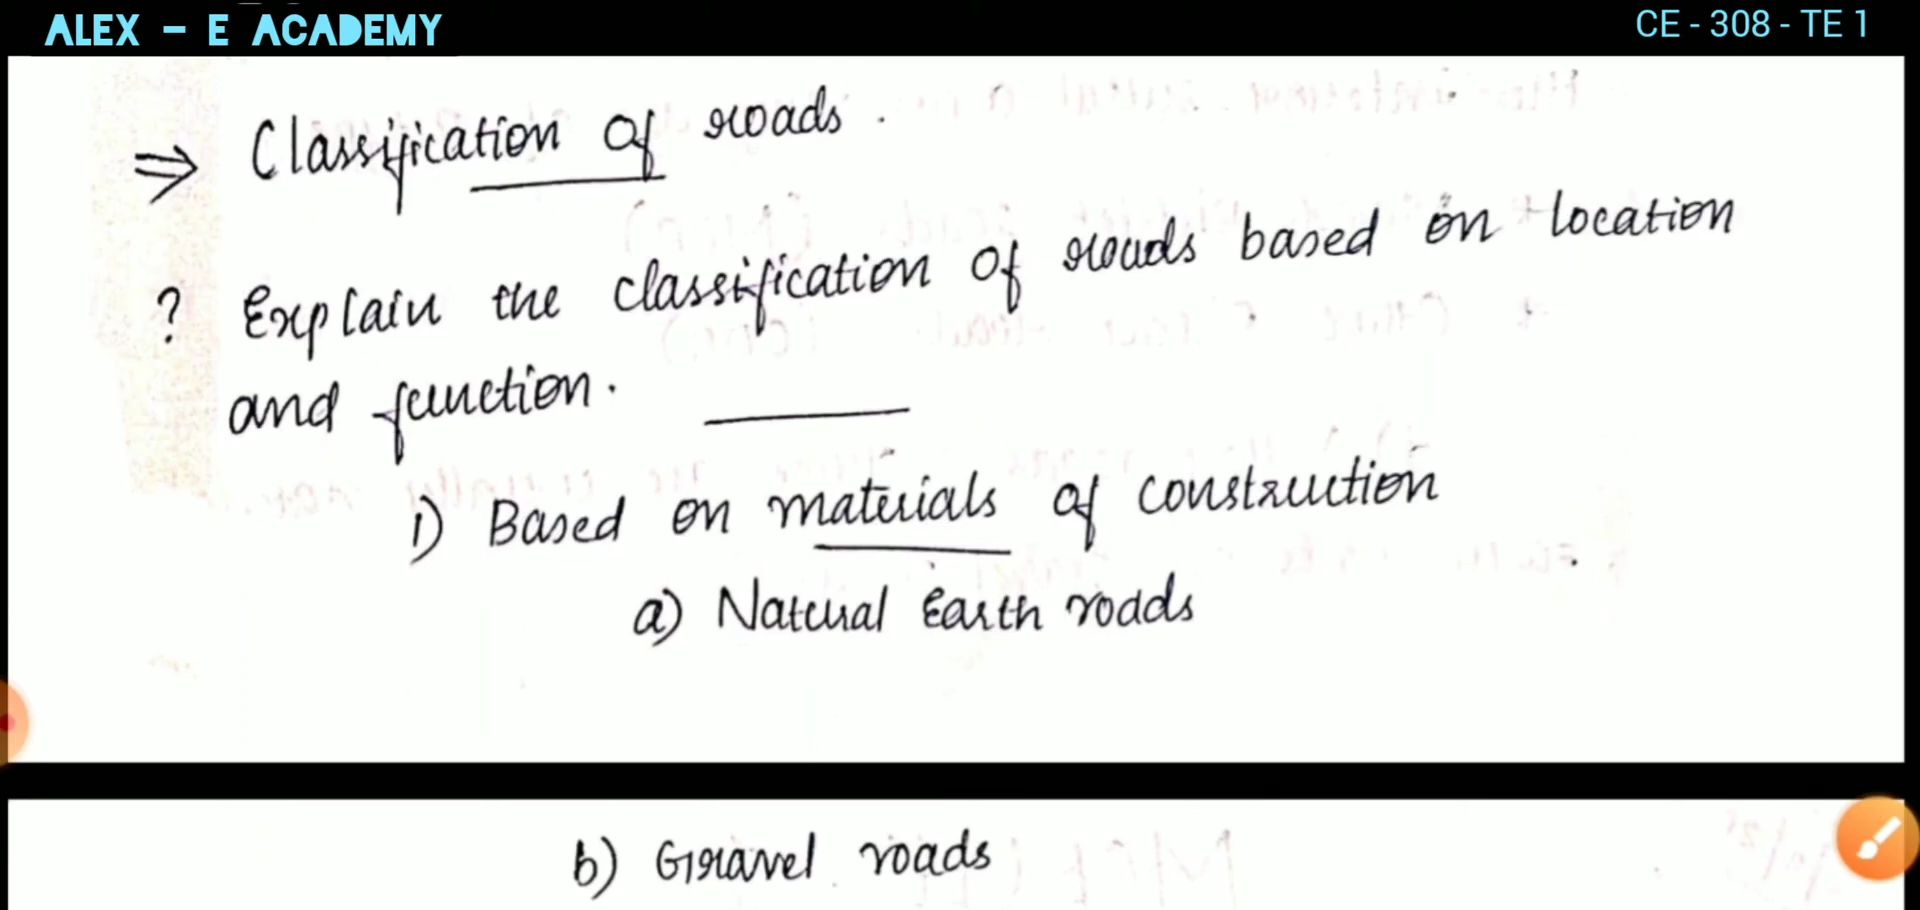 ALEX - E ACADEMY
CE - 308 - TE 1
⇒ Classification of roads.
? Explain the classification of roads based on location
and function.
1) Based on materials of construction
a) Natural Earth roads
b) Gravel roads